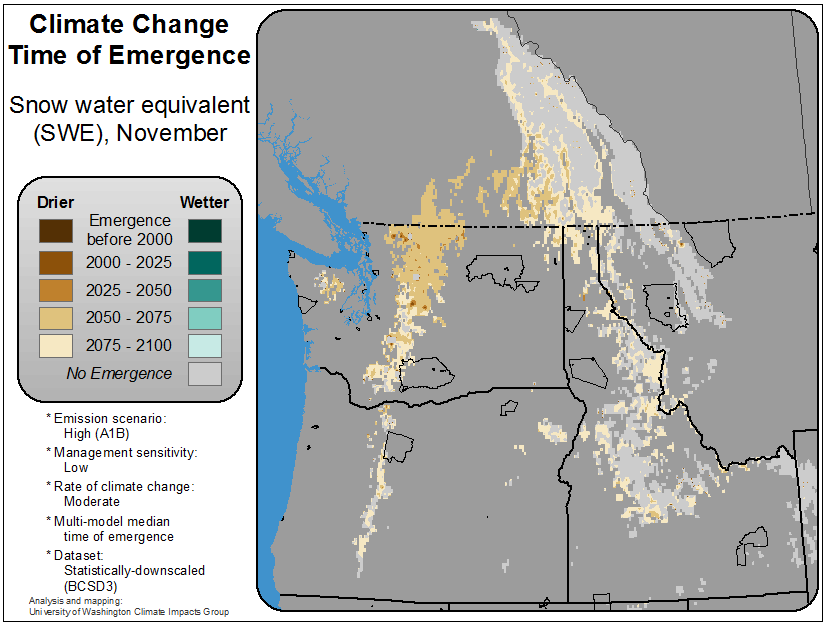 Climate Change
Time of Emergence
Snow water equivalent
(SWE), November
Drier
Wetter
Emergence
before 2000
2000 - 2025
2025 - 2050
2050 - 2075
2075 - 2100
No Emergence
* Emission scenario:
High (A1B)
* Management sensitivity:
Low
* Rate of climate change:
Moderate
* Multi-model median
time of emergence
* Dataset:
Statistically-downscaled
(BCSD3)
Analysis and mapping:
University of Washington Climate Impacts Group